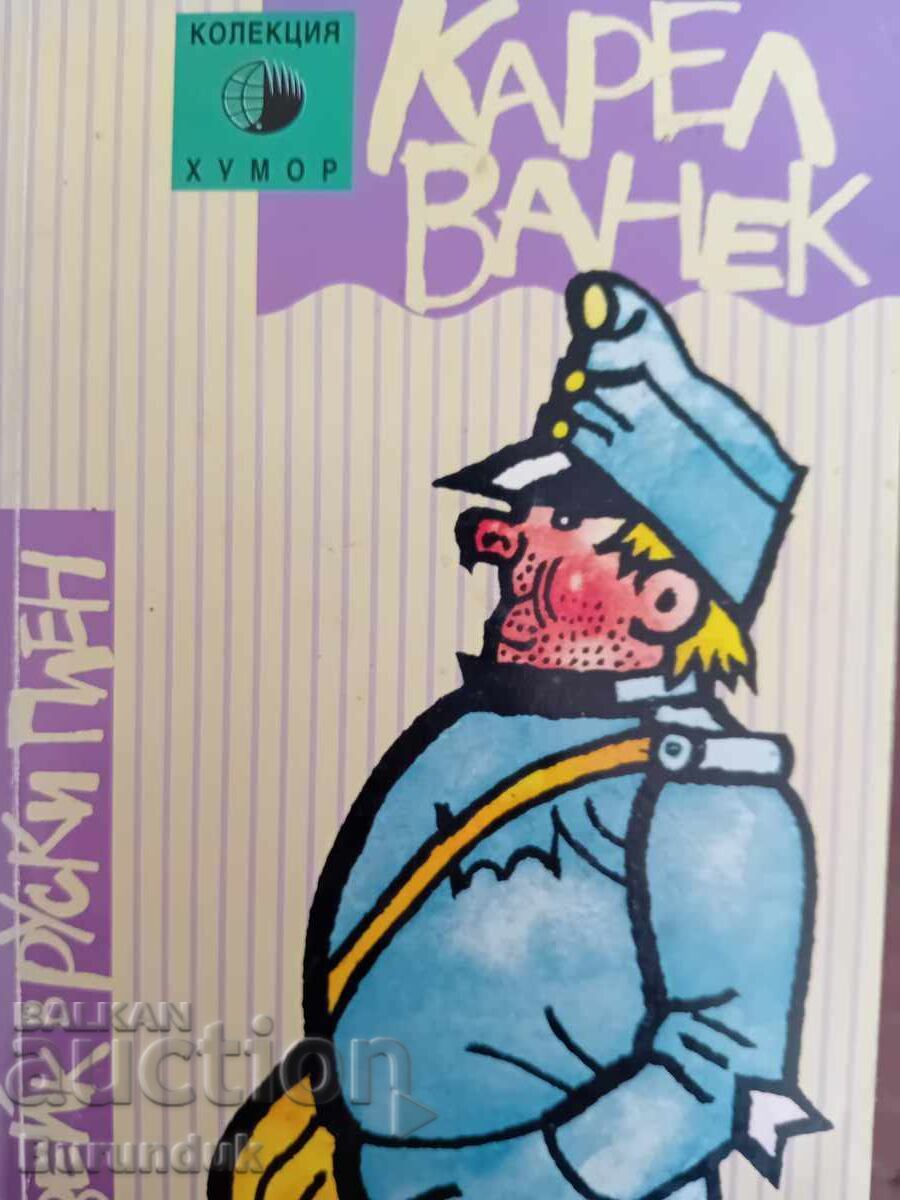 КОЛЕКЦИЯ
ХУМОР
КАРЕЛ
ВАНЕК
РУСКИ ПЛЕН
BALKAN
auction
Burunduk